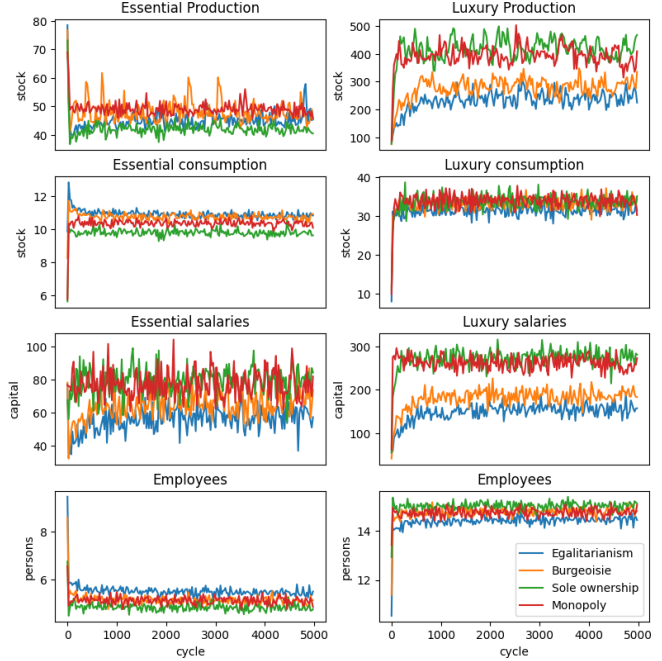 Essential Production
Luxury Production
80
70
60
50
40
stock
500
400
300
200
100
stock
Essential consumption
Luxury consumption
12
10
8
6
stock
40
30
20
10
stock
Essential salaries
Luxury salaries
100
80
60
40
capital
300
200
100
capital
Employees
Employees
8
6
persons
14
12
persons
Egalitarianism
Burgeoisie
Sole ownership
Monopoly
0 1000 2000 3000 4000 5000
0 1000 2000 3000 4000 5000
cycle
cycle